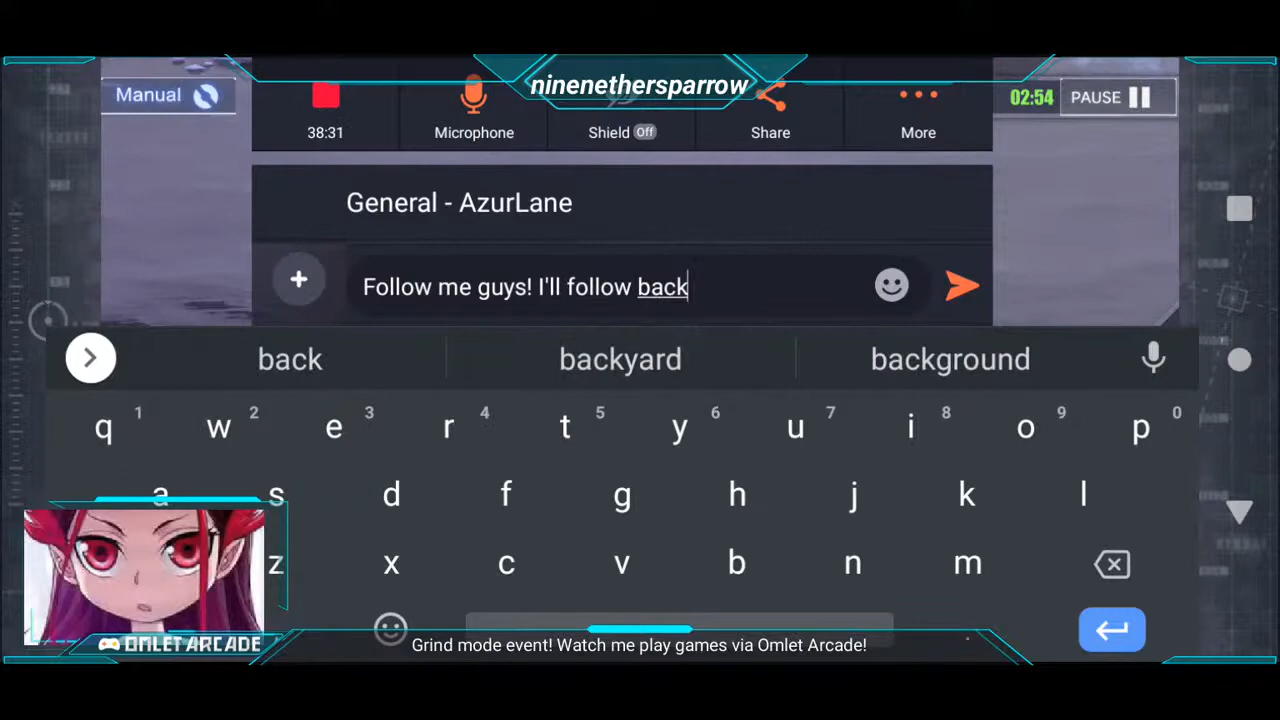 ninenethersparrow
Manual
02:54 PAUSE
38:31 Microphone Shield Off Share More
General - AzurLane
Follow me guys! I'll follow back
back backyard background
q 1 w 2 e 3 r 4 t 5 y 6 u 7 i 8 o 9 p 0
a s d f g h j k l
z x c v b n m
OMLET ARCADE
Grind mode event! Watch me play games via Omlet Arcade!